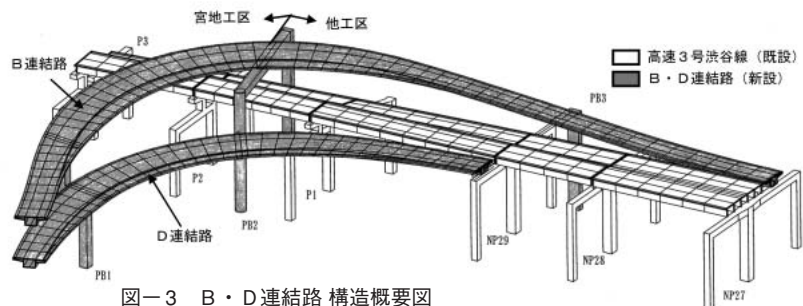 宮地工区 他工区
P3
B連結路
高速3号渋谷線（既設）
B・D連結路（新設）
PB3
P2
P1
D連結路
PB2
PB1
NP29
NP28
NP27
図－3 B・D連結路 構造概要図